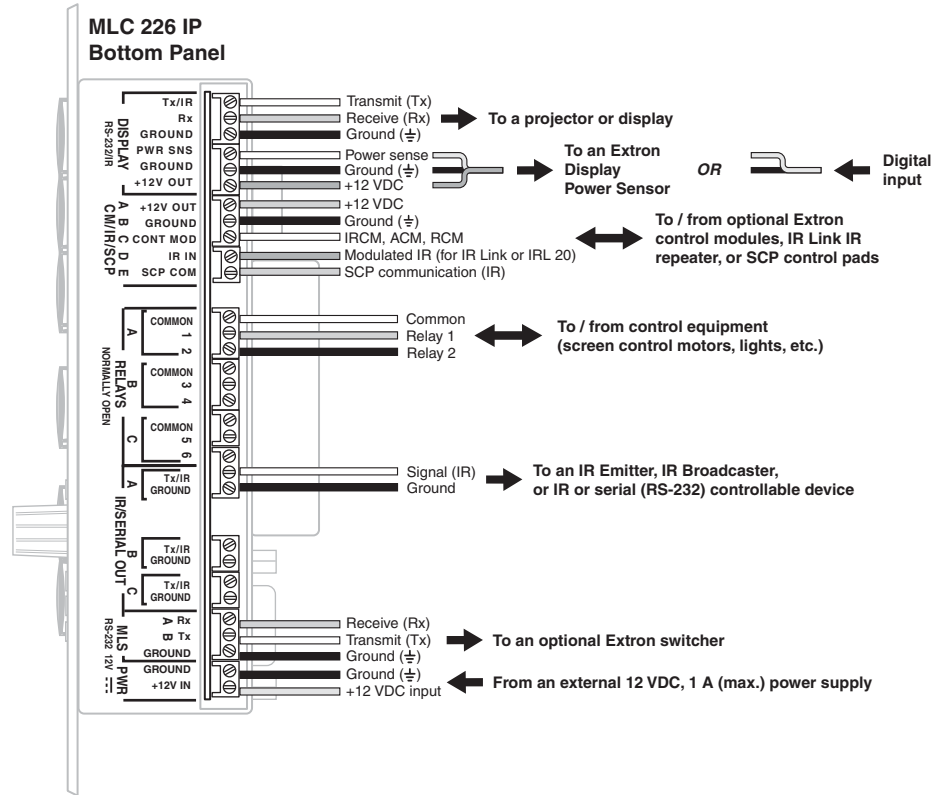 MLC 226 IP
Bottom Panel
DISPLAY
RS-232/IR
Tx/IR
Rx
GROUND
PWR SNS
GROUND
+12V OUT
Transmit (Tx)
Receive (Rx)
Ground (⏚)
To a projector or display
Power sense
Ground (⏚)
+12 VDC
To an Extron
Display
Power Sensor
OR
Digital
input
CM/IR/SCP
A B C D E
+12V OUT
GROUND
CONT MOD
IR IN
SCP COM
+12 VDC
Ground (⏚)
IRCM, ACM, RCM
Modulated IR (for IR Link or IRL 20)
SCP communication (IR)
To / from optional Extron
control modules, IR Link IR
repeater, or SCP control pads
RELAYS
NORMALLY OPEN
A
COMMON
1
2
B
COMMON
3
4
C
COMMON
5
6
Common
Relay 1
Relay 2
To / from control equipment
(screen control motors, lights, etc.)
IR/SERIAL OUT
A
Tx/IR
GROUND
B
Tx/IR
GROUND
C
Tx/IR
GROUND
Signal (IR)
Ground
To an IR Emitter, IR Broadcaster,
or IR or serial (RS-232) controllable device
MLS
RS-232
A Rx
B Tx
GROUND
Receive (Rx)
Transmit (Tx)
Ground (⏚)
To an optional Extron switcher
PWR
12V
GROUND
+12V IN
Ground (⏚)
+12 VDC input
From an external 12 VDC, 1 A (max.) power supply